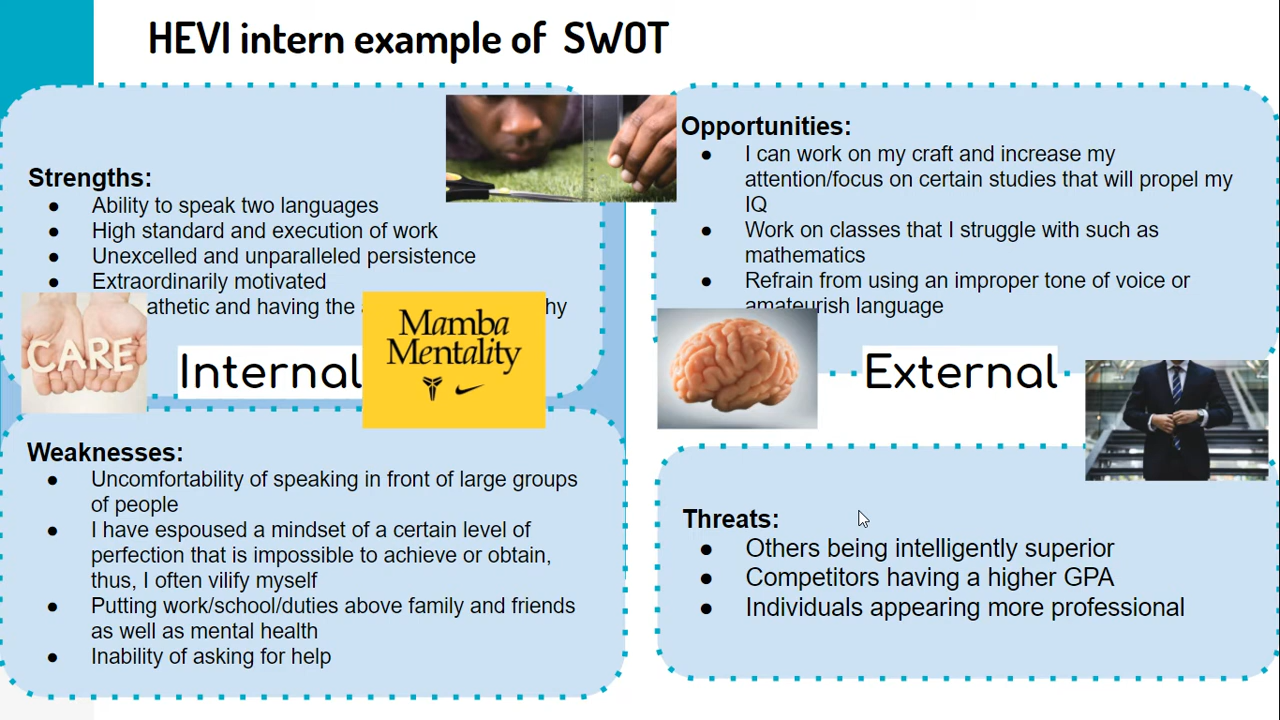 HEVI intern example of SWOT
Strengths:
● Ability to speak two languages
● High standard and execution of work
● Unexcelled and unparalleled persistence
● Extraordinarily motivated
athetic and having the hy
CARE
Internal
Mamba
Mentality
Weaknesses:
● Uncomfortability of speaking in front of large groups
of people
● I have espoused a mindset of a certain level of
perfection that is impossible to achieve or obtain,
thus, I often vilify myself
● Putting work/school/duties above family and friends
as well as mental health
● Inability of asking for help
Opportunities:
● I can work on my craft and increase my
attention/focus on certain studies that will propel my
IQ
● Work on classes that I struggle with such as
mathematics
● Refrain from using an improper tone of voice or
amateurish language
External
Threats:
● Others being intelligently superior
● Competitors having a higher GPA
● Individuals appearing more professional